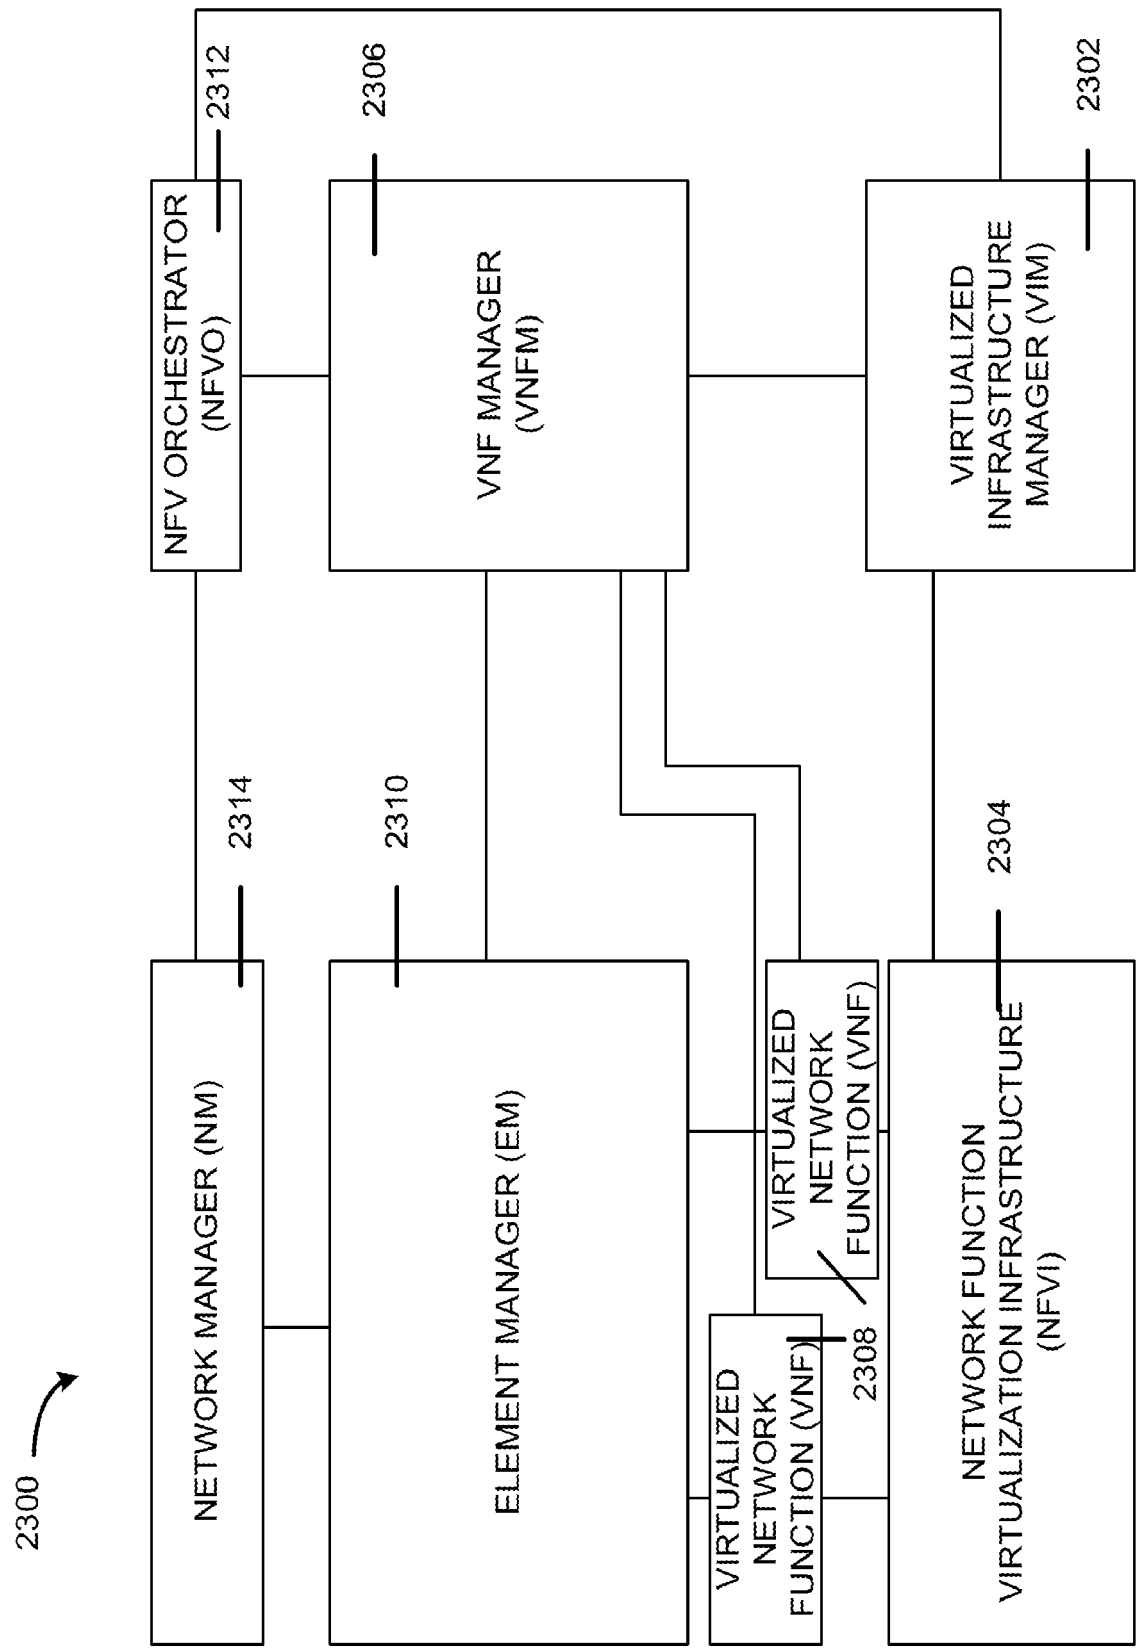 2300
NETWORK MANAGER (NM)
2314
NFV ORCHESTRATOR
(NFVO)
2312
ELEMENT MANAGER (EM)
2310
VNF MANAGER
(VNFM)
2306
VIRTUALIZED
NETWORK
FUNCTION (VNF)
2308
VIRTUALIZED
NETWORK
FUNCTION (VNF)
NETWORK FUNCTION
VIRTUALIZATION INFRASTRUCTURE
(NFVI)
2304
VIRTUALIZED
INFRASTRUCTURE
MANAGER (VIM)
2302